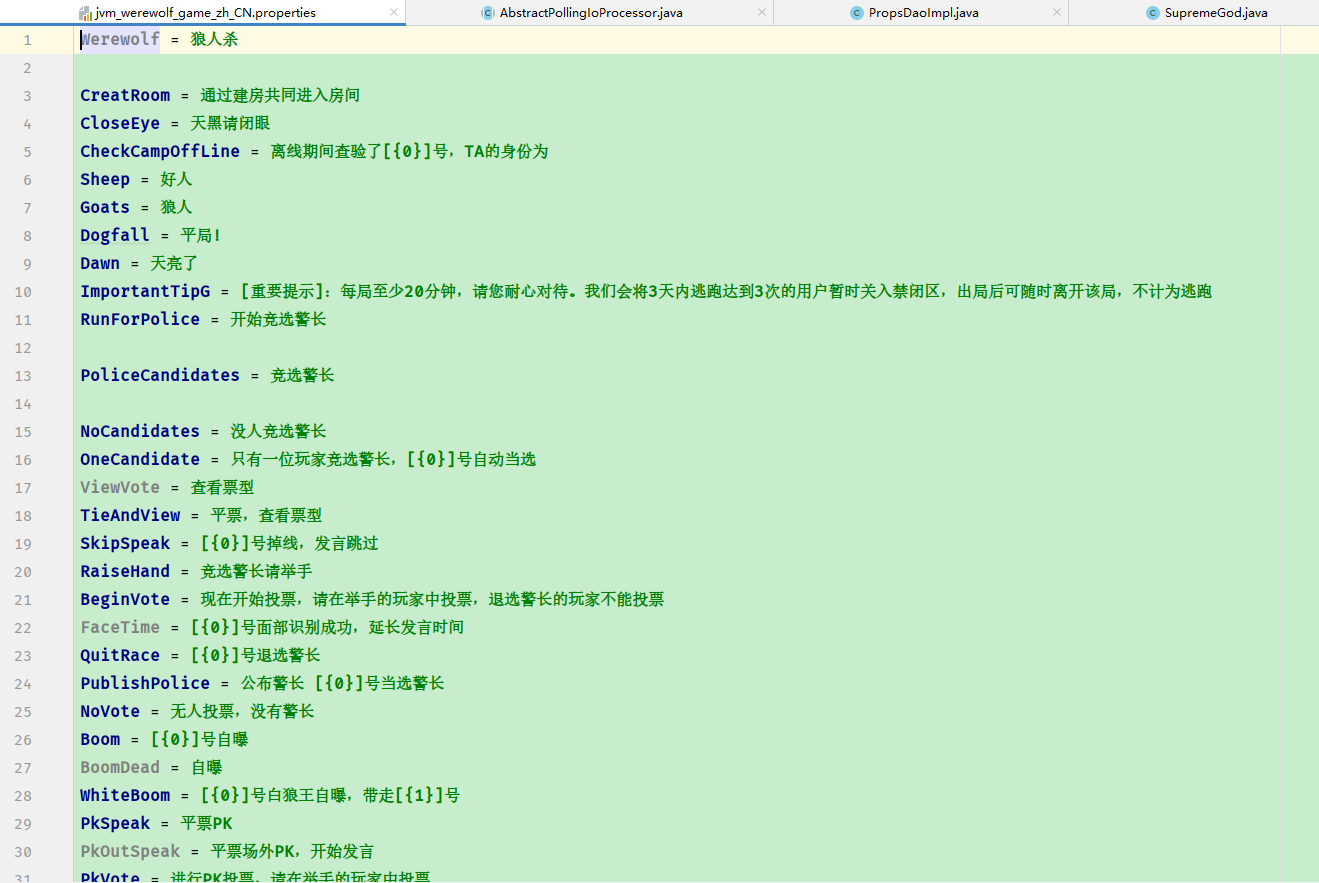 jvm_werewolf_game_zh_CN.properties AbstractPollingIoProcessor.java PropsDaoImpl.java SupremeGod.java
1 Werewolf = 狼人杀
2
3 CreatRoom = 通过建房共同进入房间
4 CloseEye = 天黑请闭眼
5 CheckCampOffLine = 离线期间查验了[{0}]号，TA的身份为
6 Sheep = 好人
7 Goats = 狼人
8 Dogfall = 平局!
9 Dawn = 天亮了
10 ImportantTipG = [重要提示]：每局至少20分钟，请您耐心对待。我们会将3天内逃跑达到3次的用户暂时关入禁闭区，出局后可随时离开该局，不计为逃跑
11 RunForPolice = 开始竞选警长
12
13 PoliceCandidates = 竞选警长
14
15 NoCandidates = 没人竞选警长
16 OneCandidate = 只有一位玩家竞选警长，[{0}]号自动当选
17 ViewVote = 查看票型
18 TieAndView = 平票，查看票型
19 SkipSpeak = [{0}]号掉线，发言跳过
20 RaiseHand = 竞选警长请举手
21 BeginVote = 现在开始投票，请在举手的玩家中投票，退选警长的玩家不能投票
22 FaceTime = [{0}]号面部识别成功，延长发言时间
23 QuitRace = [{0}]号退选警长
24 PublishPolice = 公布警长 [{0}]号当选警长
25 NoVote = 无人投票，没有警长
26 Boom = [{0}]号自曝
27 BoomDead = 自曝
28 WhiteBoom = [{0}]号白狼王自曝，带走[{1}]号
29 PkSpeak = 平票PK
30 PkOutSpeak = 平票场外PK，开始发言
31 PkVote = 进行PK投票，请在举手的玩家中投票